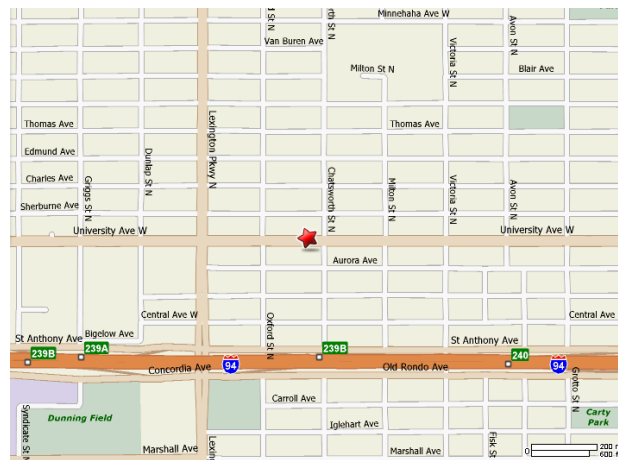 Minnehaha Ave W
Van Buren Ave
Milton St N
Blair Ave
Avon St N
Victoria St N
Thomas Ave
Thomas Ave
Edmund Ave
Charles Ave
Sherburne Ave
Griggs St N
Dunlap St N
Lexington Pkwy N
Chatsworth St N
Milton St N
Victoria St N
Avon St N
University Ave W
University Ave W
Aurora Ave
Central Ave W
Central Ave
St Anthony Ave
Bigelow Ave
Oxford St N
St Anthony Ave
239B
239A
239B
240
94
94
Concordia Ave
Old Rondo Ave
Grotto St N
Carroll Ave
Syndicate St N
Dunning Field
Iglehart Ave
Carty
Park
Marshall Ave
Marshall Ave
Fisk St N
0
200
600